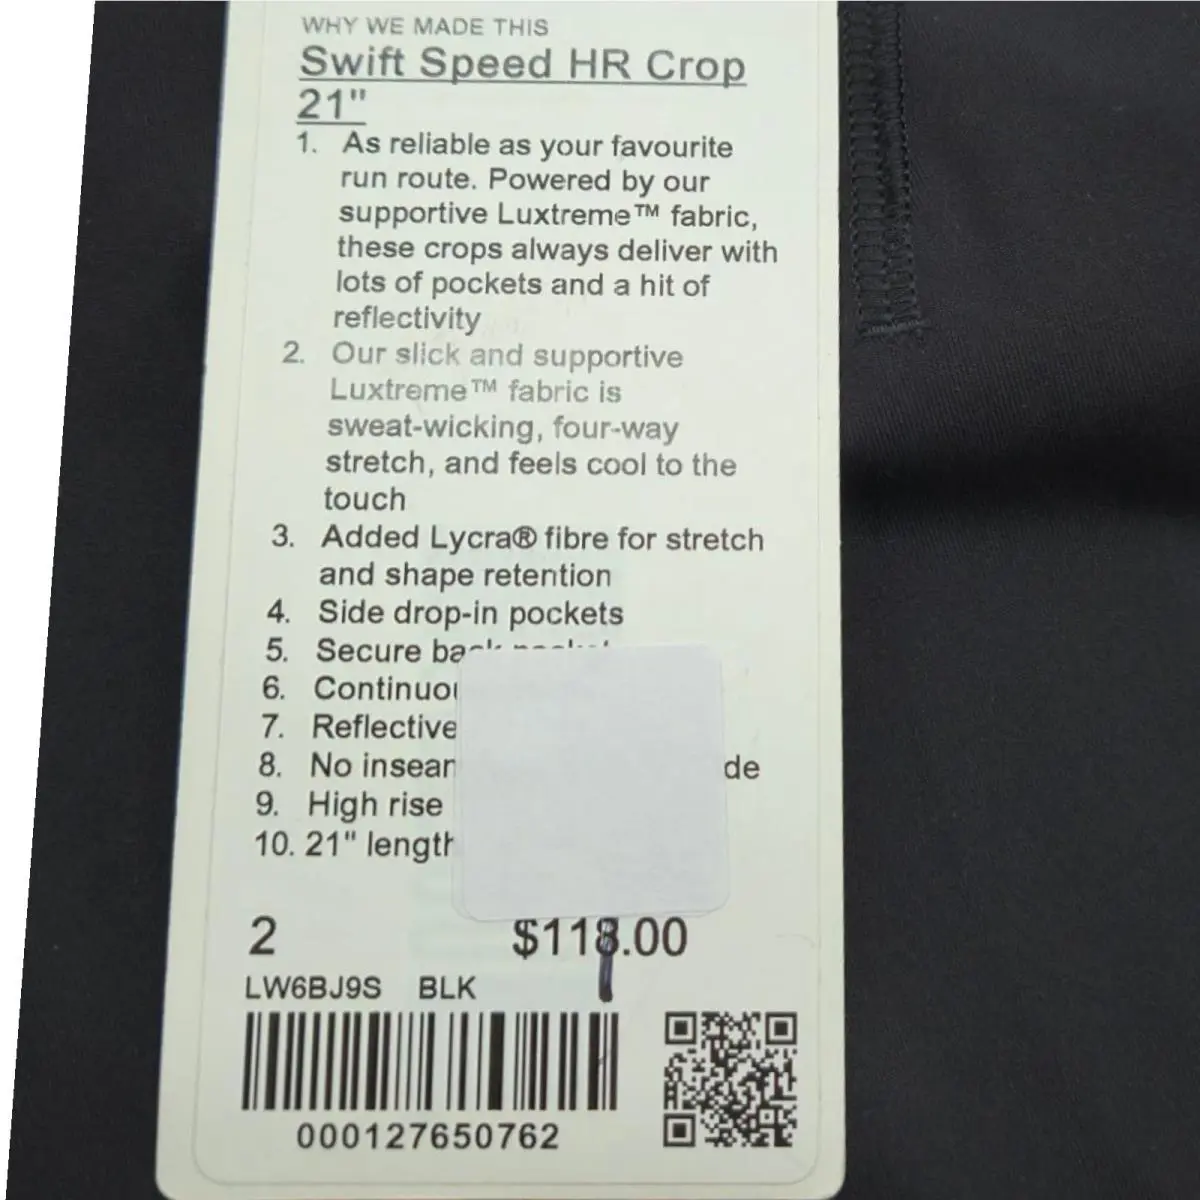 WHY WE MADE THIS
Swift Speed HR Crop
21"
1. As reliable as your favourite
run route. Powered by our
supportive Luxtreme™ fabric,
these crops always deliver with
lots of pockets and a hit of
reflectivity
2. Our slick and supportive
Luxtreme™ fabric is
sweat-wicking, four-way
stretch, and feels cool to the
touch
3. Added Lycra® fibre for stretch
and shape retention
4. Side drop-in pockets
5. Secure
6.
7. Reflective
8. No
9. High rise
10. 21" length
2 $118.00
LW6BJ9S BLK
000127650762